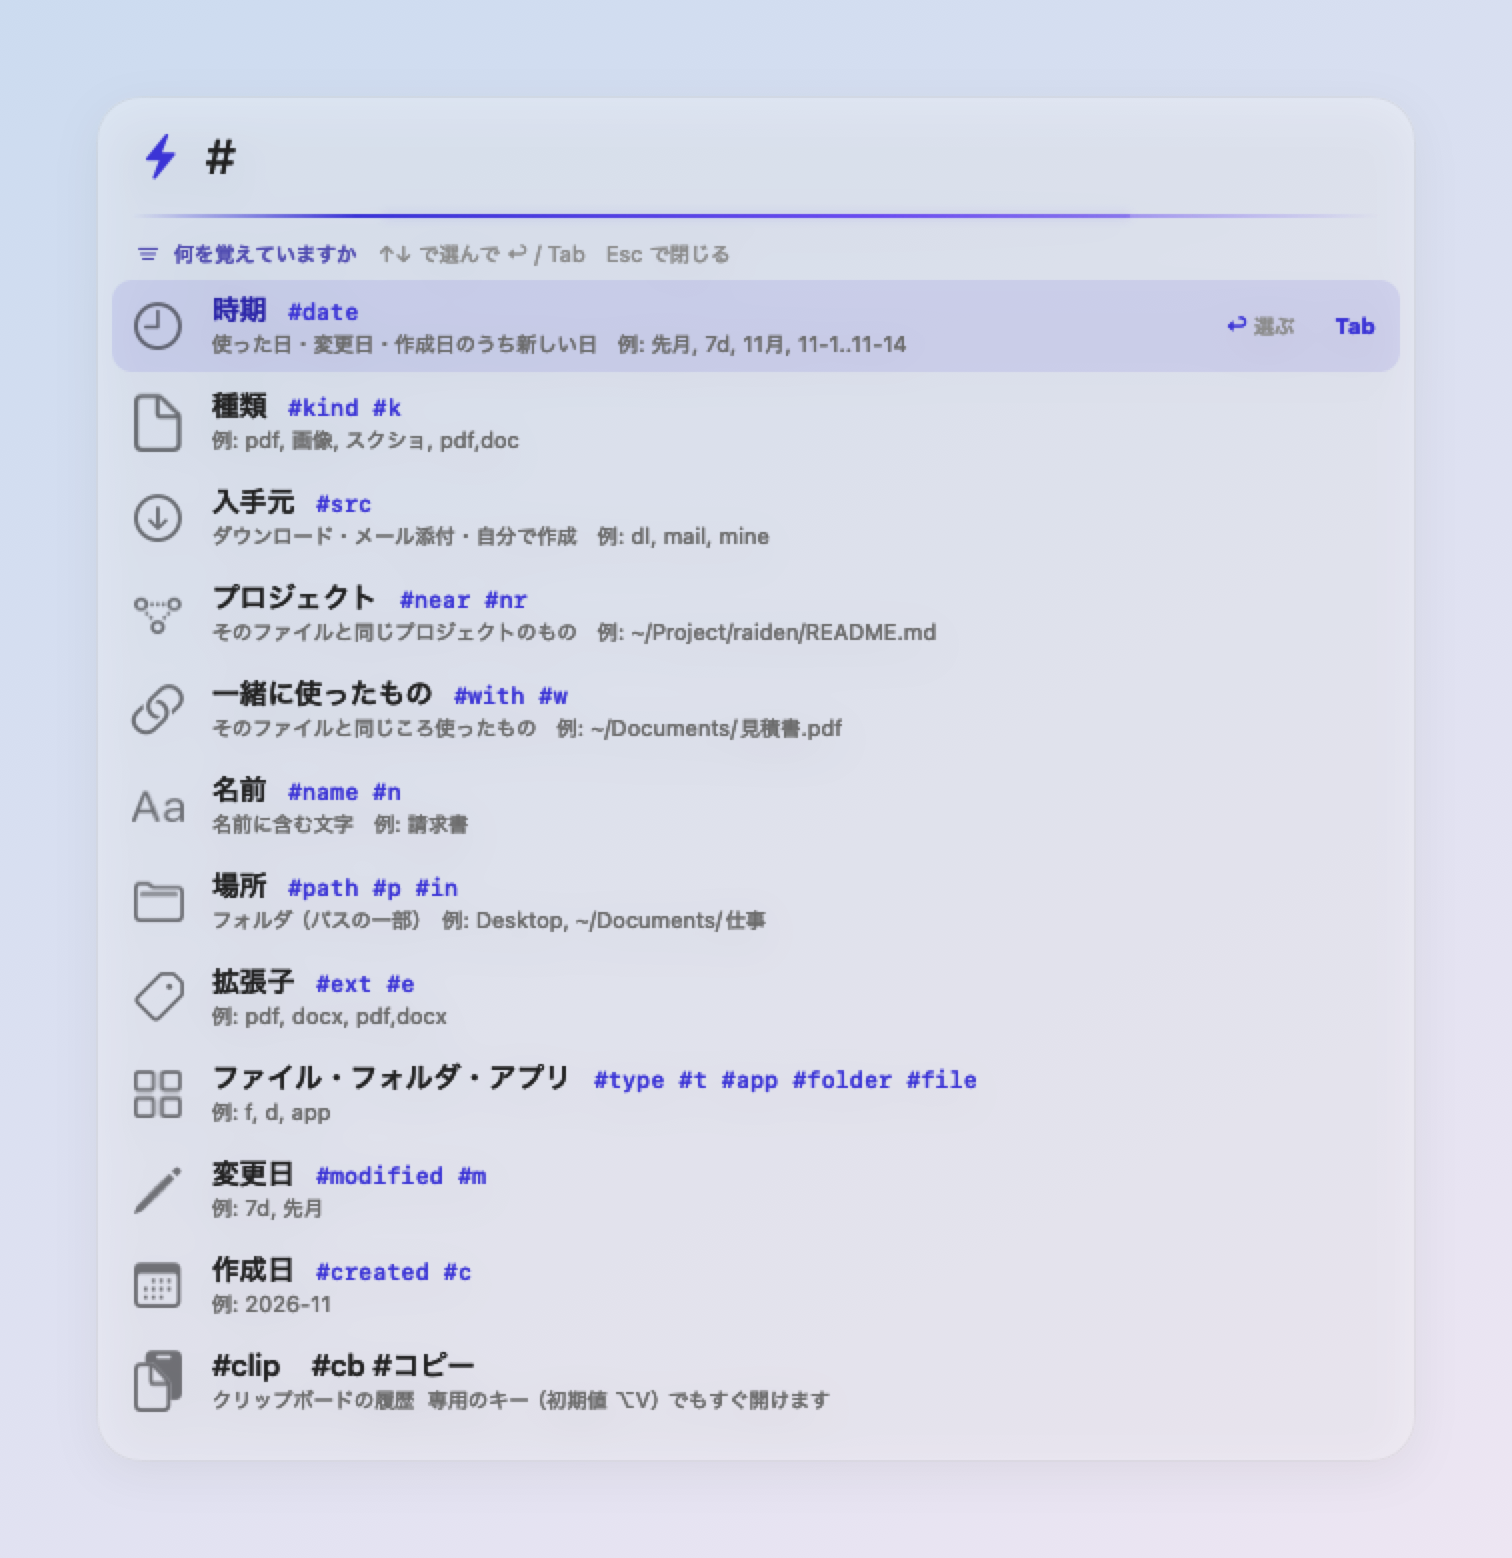 #
何を覚えていますか ↑↓ で選んで ↩ / Tab Esc で閉じる
時期 #date
使った日・変更日・作成日のうち新しい日 例: 先月, 7d, 11月, 11-1..11-14
↩ 選ぶ Tab
種類 #kind #k
例: pdf, 画像, スクショ, pdf,doc
入手元 #src
ダウンロード・メール添付・自分で作成 例: dl, mail, mine
プロジェクト #near #nr
そのファイルと同じプロジェクトのもの 例: ~/Project/raiden/README.md
一緒に使ったもの #with #w
そのファイルと同じころ使ったもの 例: ~/Documents/見積書.pdf
Aa
名前 #name #n
名前に含む文字 例: 請求書
場所 #path #p #in
フォルダ（パスの一部） 例: Desktop, ~/Documents/仕事
拡張子 #ext #e
例: pdf, docx, pdf,docx
ファイル・フォルダ・アプリ #type #t #app #folder #file
例: f, d, app
変更日 #modified #m
例: 7d, 先月
作成日 #created #c
例: 2026-11
#clip #cb #コピー
クリップボードの履歴 専用のキー（初期値 ⌥V）でもすぐ開けます